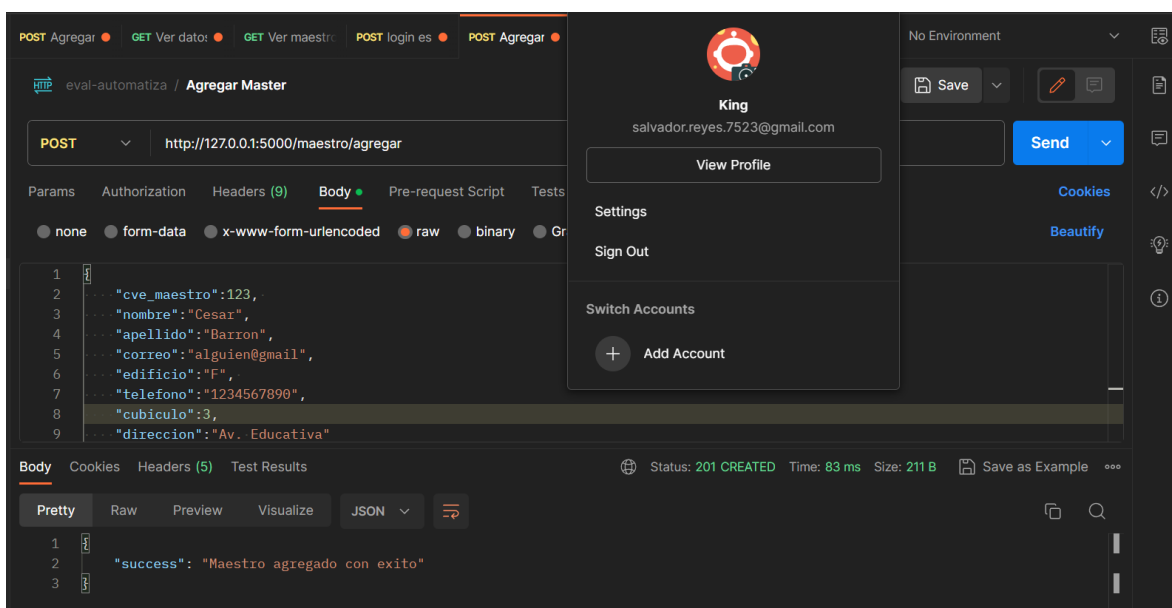 POST Agregar GET Ver dato: GET Ver maestro POST login es POST Agregar No Environment
HTTP eval-automatiza / Agregar Master Save
King
salvador.reyes.7523@gmail.com
POST http://127.0.0.1:5000/maestro/agregar Send
View Profile
Params Authorization Headers (9) Body Pre-request Script Tests Cookies
Settings
none form-data x-www-form-urlencoded raw binary Gr Beautify
Sign Out
1 {
2 "cve_maestro":123,
3 "nombre":"Cesar",
Switch Accounts
4 "apellido":"Barron",
5 "correo":"alguien@gmail",
+ Add Account
6 "edificio":"F",
7 "telefono":"1234567890",
8 "cubiculo":3,
9 "direccion":"Av. Educativa"
Body Cookies Headers (5) Test Results Status: 201 CREATED Time: 83 ms Size: 211 B Save as Example
Pretty Raw Preview Visualize JSON
1 {
2 "success": "Maestro agregado con exito"
3 }